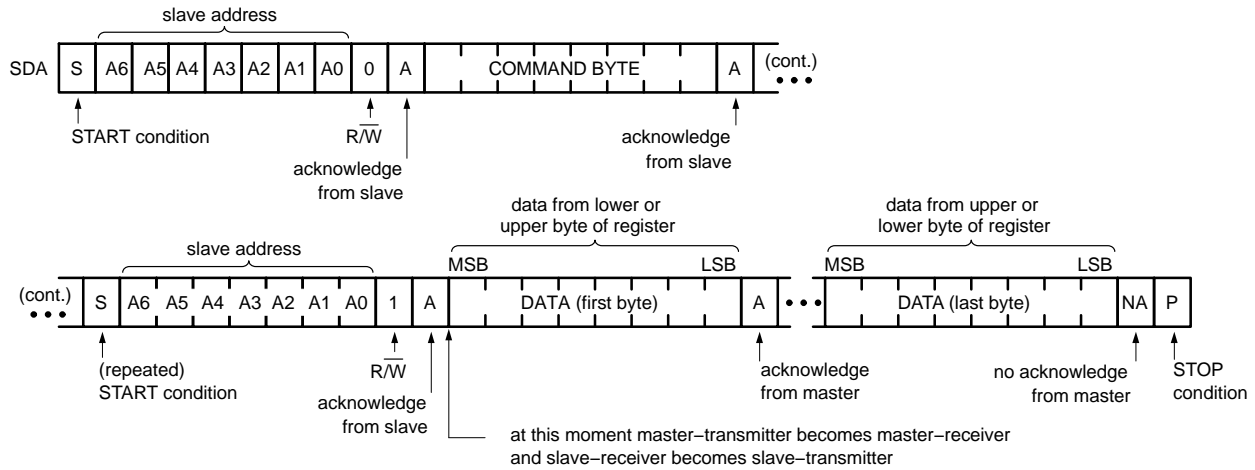 slave address
SDA S A6 A5 A4 A3 A2 A1 A0 0 A COMMAND BYTE A (cont.)
START condition
R/W
acknowledge
from slave
acknowledge
from slave
data from lower or
upper byte of register
data from upper or
lower byte of register
slave address
MSB LSB MSB LSB
(cont.) S A6 A5 A4 A3 A2 A1 A0 1 A DATA (first byte) A DATA (last byte) NA P
(repeated)
START condition
R/W
acknowledge
from slave
acknowledge
from master
no acknowledge
from master
STOP
condition
at this moment master−transmitter becomes master−receiver
and slave−receiver becomes slave−transmitter